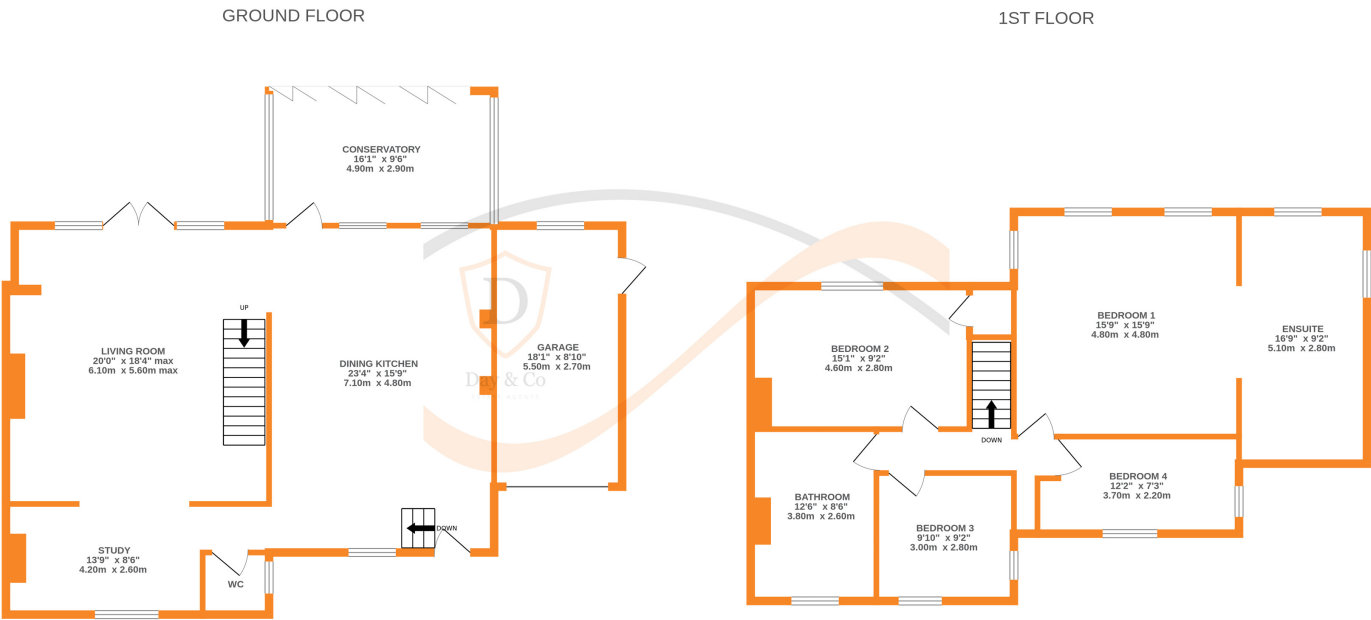 GROUND FLOOR
1ST FLOOR
CONSERVATORY
16'1" x 9'6"
4.90m x 2.90m
UP
LIVING ROOM
20'0" x 18'4" max
6.10m x 5.60m max
DINING KITCHEN
23'4" x 15'9"
7.10m x 4.80m
GARAGE
18'1" x 8'10"
5.50m x 2.70m
D
Day & Co
DOWN
STUDY
13'9" x 8'6"
4.20m x 2.60m
WC
BEDROOM 1
15'9" x 15'9"
4.80m x 4.80m
ENSUITE
16'9" x 9'2"
5.10m x 2.80m
BEDROOM 2
15'1" x 9'2"
4.60m x 2.80m
DOWN
BEDROOM 4
12'2" x 7'3"
3.70m x 2.20m
BATHROOM
12'6" x 8'6"
3.80m x 2.60m
BEDROOM 3
9'10" x 9'2"
3.00m x 2.80m